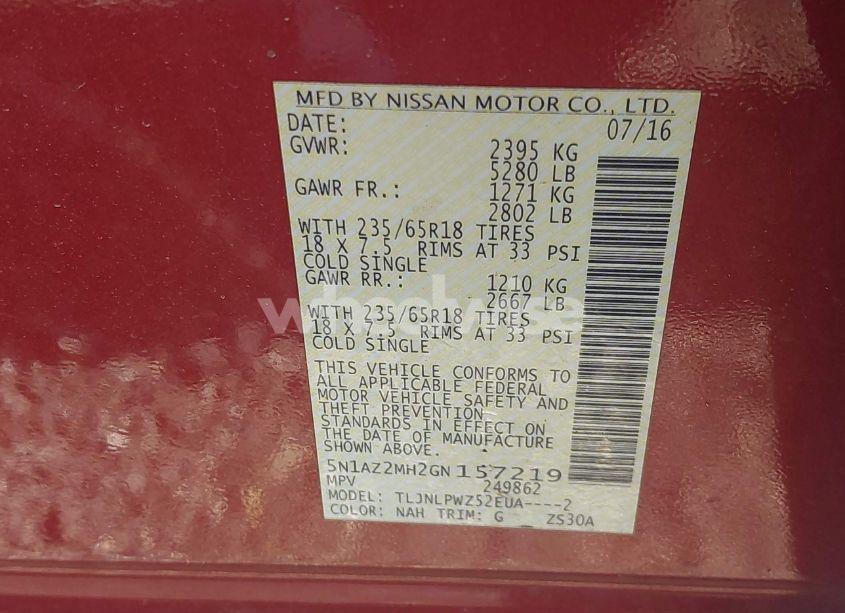 MFD BY NISSAN MOTOR CO., LTD.
DATE: 07/16
GVWR: 2395 KG
5280 LB
GAWR FR.: 1271 KG
2802 LB
WITH 235/65R18 TIRES
18 X 7.5 RIMS AT 33 PSI
COLD SINGLE
GAWR RR.: 1210 KG
2667 LB
WITH 235/65R18 TIRES
18 X 7.5 RIMS AT 33 PSI
COLD SINGLE
THIS VEHICLE CONFORMS TO
ALL APPLICABLE FEDERAL
MOTOR VEHICLE SAFETY AND
THEFT PREVENTION
STANDARDS IN EFFECT ON
THE DATE OF MANUFACTURE
SHOWN ABOVE.
5N1AZ2MH2GN157219
MPV 249862
MODEL: TLJNLPWZ52EUA----2
COLOR: NAH TRIM: G ZS30A